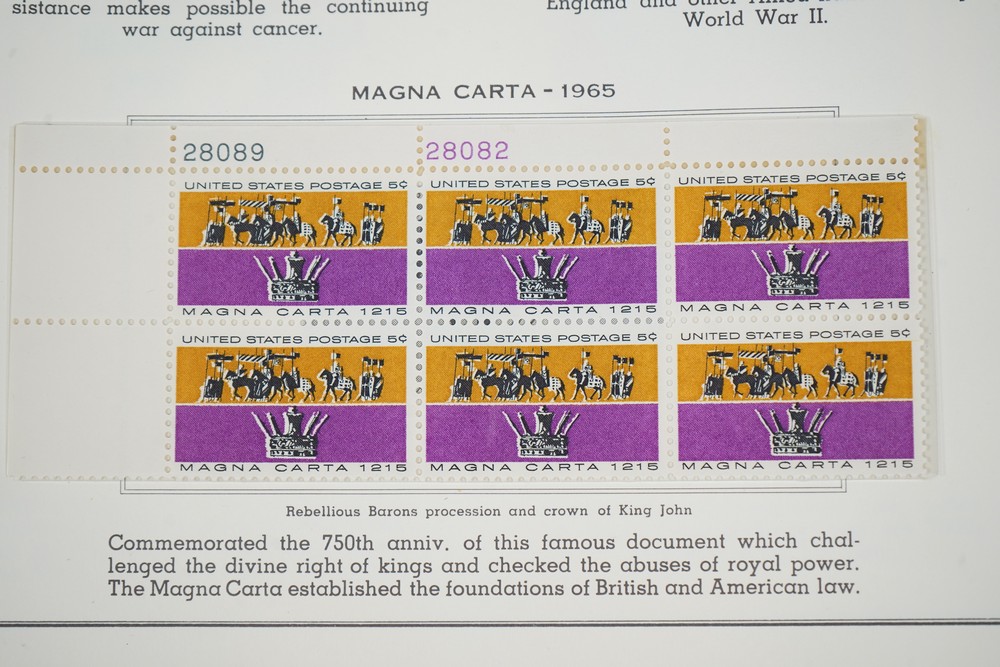 sistance makes possible the continuing
war against cancer.
England and other
World War II.
MAGNA CARTA - 1965
28089 28082
UNITED STATES POSTAGE 5¢ UNITED STATES POSTAGE 5¢ UNITED STATES POSTAGE 5¢
MAGNA CARTA 1215 MAGNA CARTA 1215 MAGNA CARTA 1215
UNITED STATES POSTAGE 5¢ UNITED STATES POSTAGE 5¢ UNITED STATES POSTAGE 5¢
MAGNA CARTA 1215 MAGNA CARTA 1215 MAGNA CARTA 1215
Rebellious Barons procession and crown of King John
Commemorated the 750th anniv. of this famous document which chal-
lenged the divine right of kings and checked the abuses of royal power.
The Magna Carta established the foundations of British and American law.